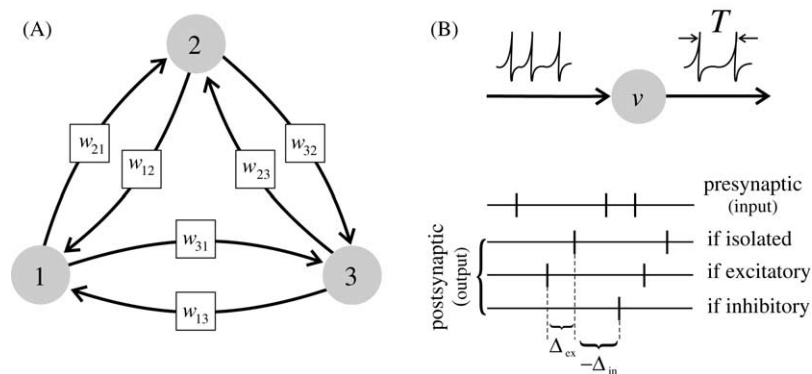 (A)
2
w21
w12
w23
w32
w31
1
3
w13
(B)
T
v
presynaptic
(input)
postsynaptic
(output)
if isolated
if excitatory
if inhibitory
Δex
−Δin